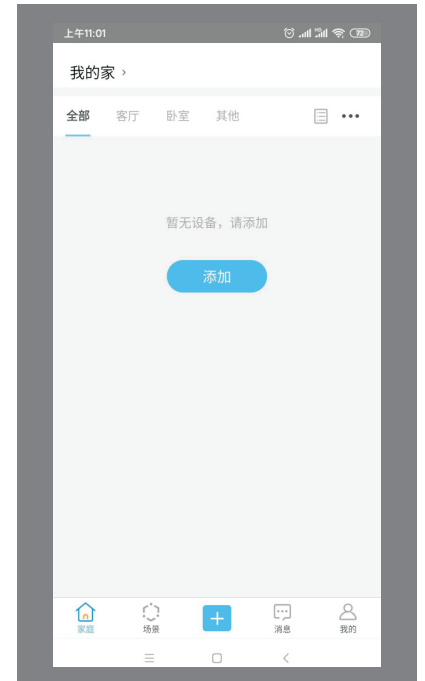 上午11:01 72
我的家
全部 客厅 卧室 其他
暂无设备，请添加
添加
家庭 场景 消息 我的